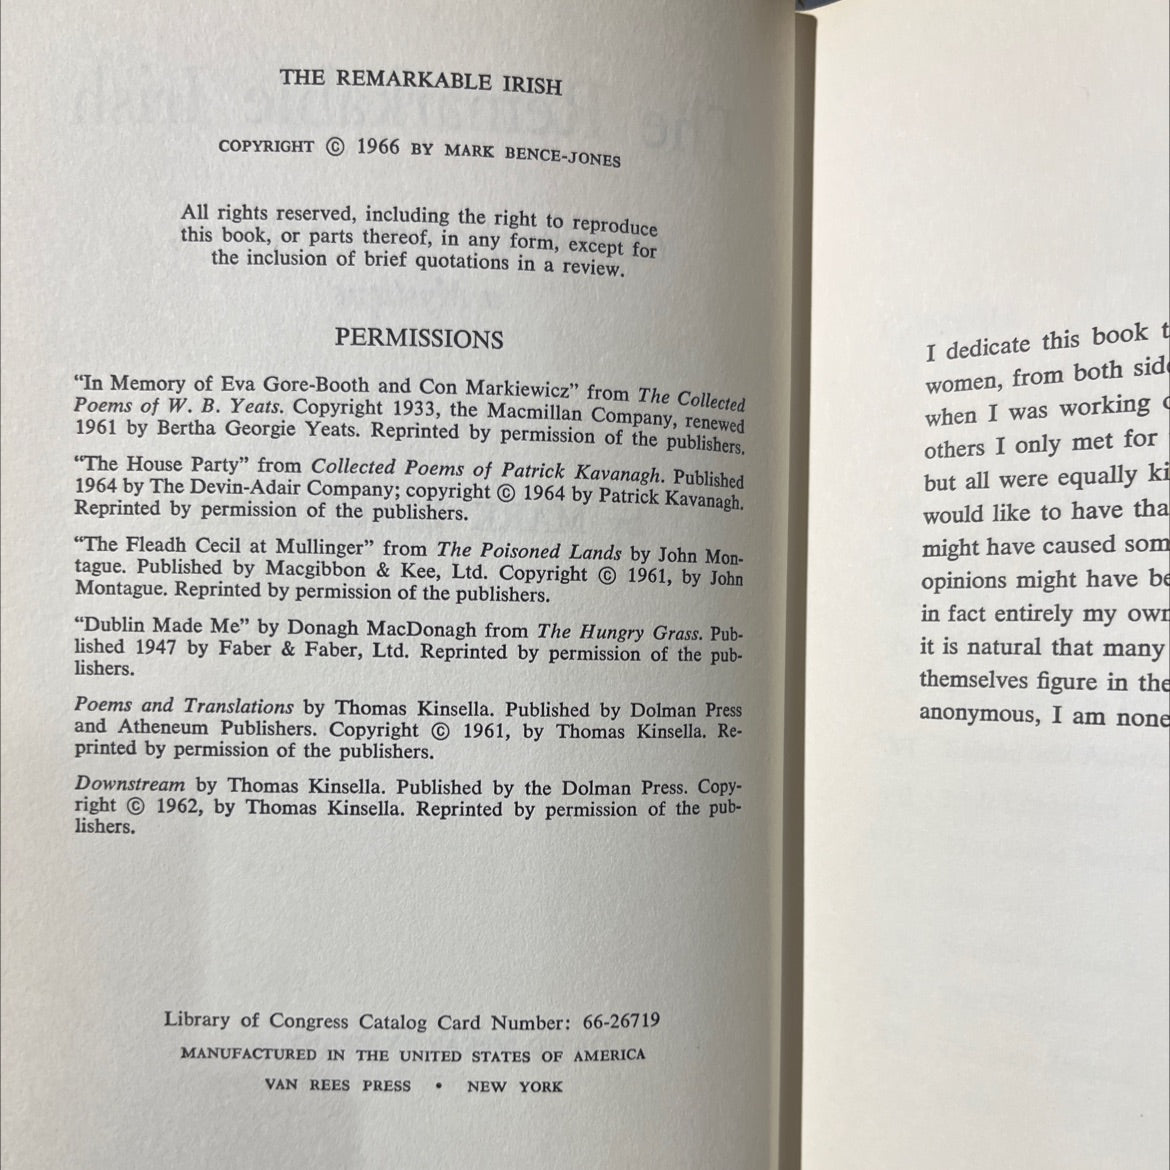 THE REMARKABLE IRISH
COPYRIGHT © 1966 BY MARK BENCE-JONES
All rights reserved, including the right to reproduce
this book, or parts thereof, in any form, except for
the inclusion of brief quotations in a review.
PERMISSIONS
“In Memory of Eva Gore-Booth and Con Markiewicz” from The Collected
Poems of W. B. Yeats. Copyright 1933, the Macmillan Company, renewed
1961 by Bertha Georgie Yeats. Reprinted by permission of the publishers.
“The House Party” from Collected Poems of Patrick Kavanagh. Published
1964 by The Devin-Adair Company; copyright © 1964 by Patrick Kavanagh.
Reprinted by permission of the publishers.
“The Fleadh Cecil at Mullinger” from The Poisoned Lands by John Mon-
tague. Published by Macgibbon & Kee, Ltd. Copyright © 1961, by John
Montague. Reprinted by permission of the publishers.
“Dublin Made Me” by Donagh MacDonagh from The Hungry Grass. Pub-
lished 1947 by Faber & Faber, Ltd. Reprinted by permission of the pub-
lishers.
Poems and Translations by Thomas Kinsella. Published by Dolman Press
and Atheneum Publishers. Copyright © 1961, by Thomas Kinsella. Re-
printed by permission of the publishers.
Downstream by Thomas Kinsella. Published by the Dolman Press. Copy-
right © 1962, by Thomas Kinsella. Reprinted by permission of the pub-
lishers.
Library of Congress Catalog Card Number: 66-26719
MANUFACTURED IN THE UNITED STATES OF AMERICA
VAN REES PRESS • NEW YORK
I dedicate this book
women, from both
when I was working
others I only met for
but all were equally
would like to have
might have caused
opinions might have
in fact entirely my
it is natural that many
themselves figure in the
anonymous, I am